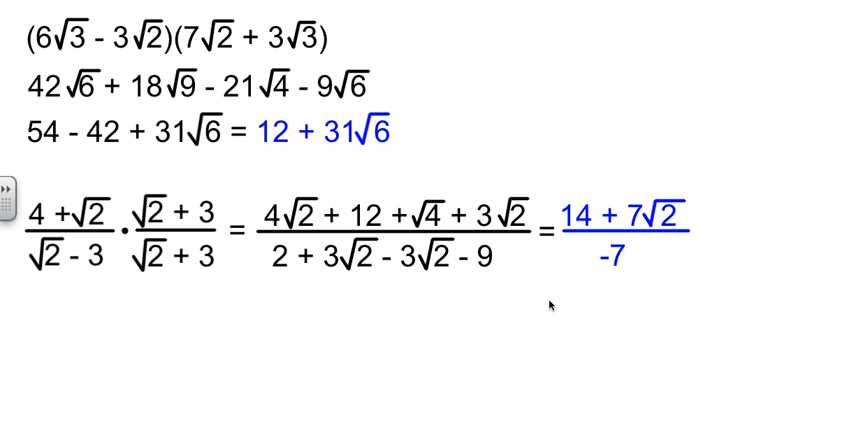 (6√3 - 3√2)(7√2 + 3√3)
42√6 + 18√9 - 21√4 - 9√6
54 - 42 + 31√6 = 12 + 31√6
4 + √2 / √2 - 3 · √2 + 3 / √2 + 3 = 4√2 + 12 + √4 + 3√2 / 2 + 3√2 - 3√2 - 9 = 14 + 7√2 / -7